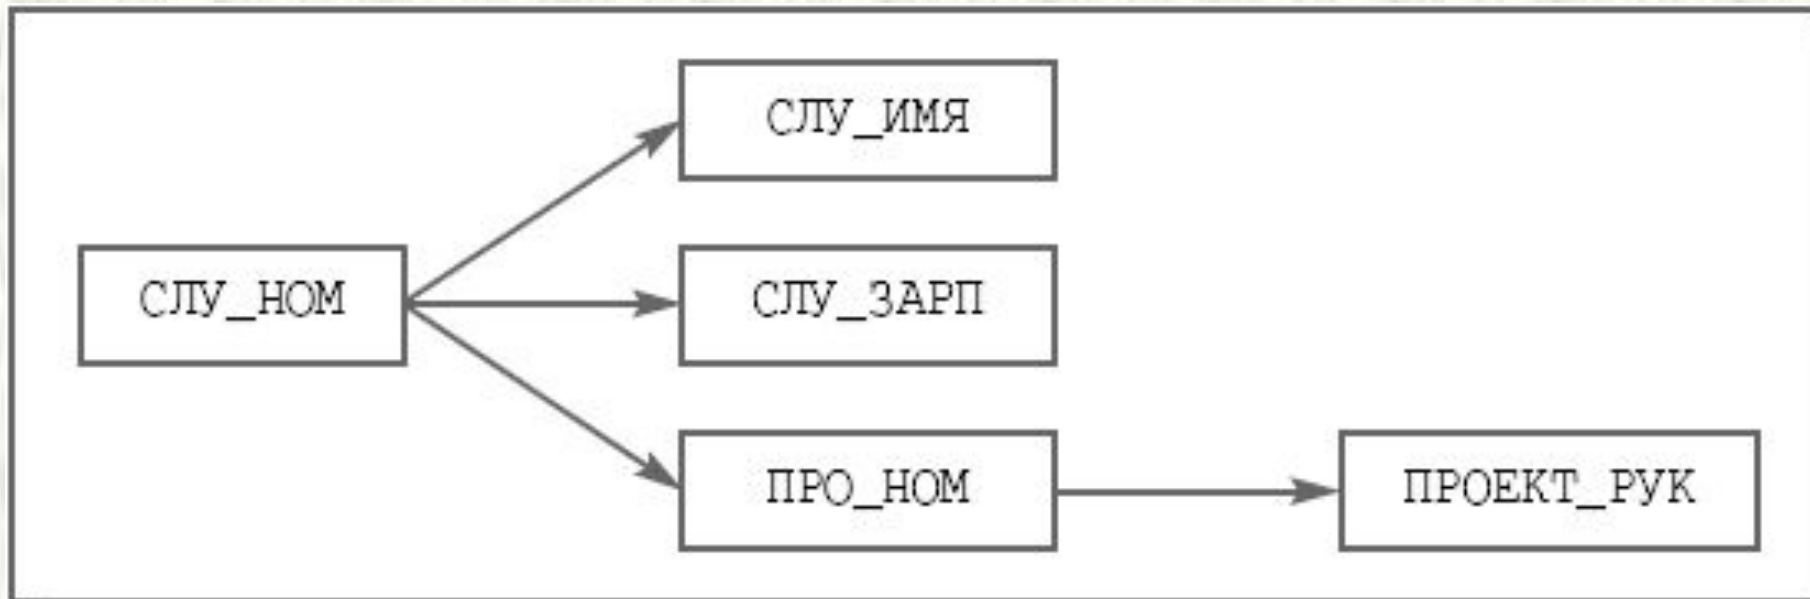 СЛУ_ИМЯ
СЛУ_НОМ
СЛУ_ЗАРП
ПРО_НОМ
ПРОЕКТ_РУК